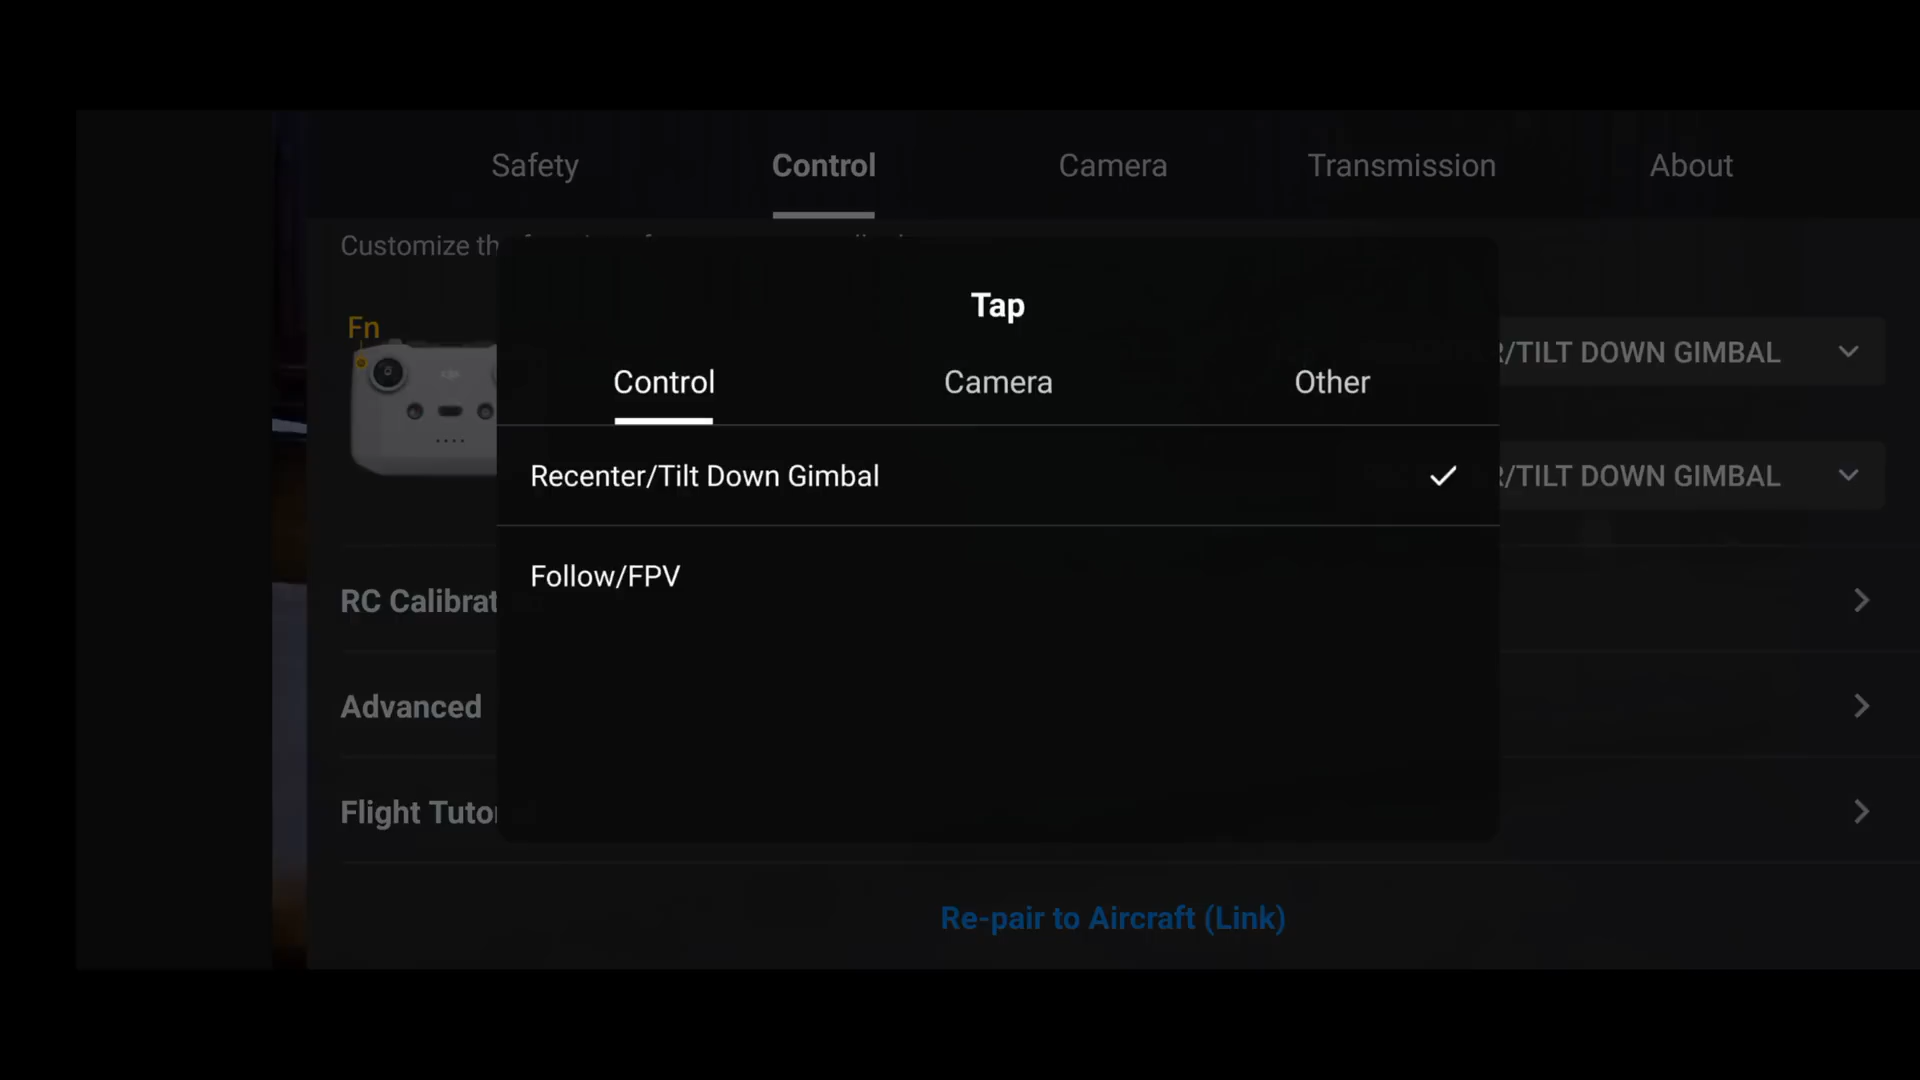 Safety Control Camera Transmission About
Customize th
Tap
Fn
/TILT DOWN GIMBAL
Control Camera Other
Recenter/Tilt Down Gimbal
/TILT DOWN GIMBAL
Follow/FPV
RC Calibrat
Advanced
Flight Tutor
Re-pair to Aircraft (Link)